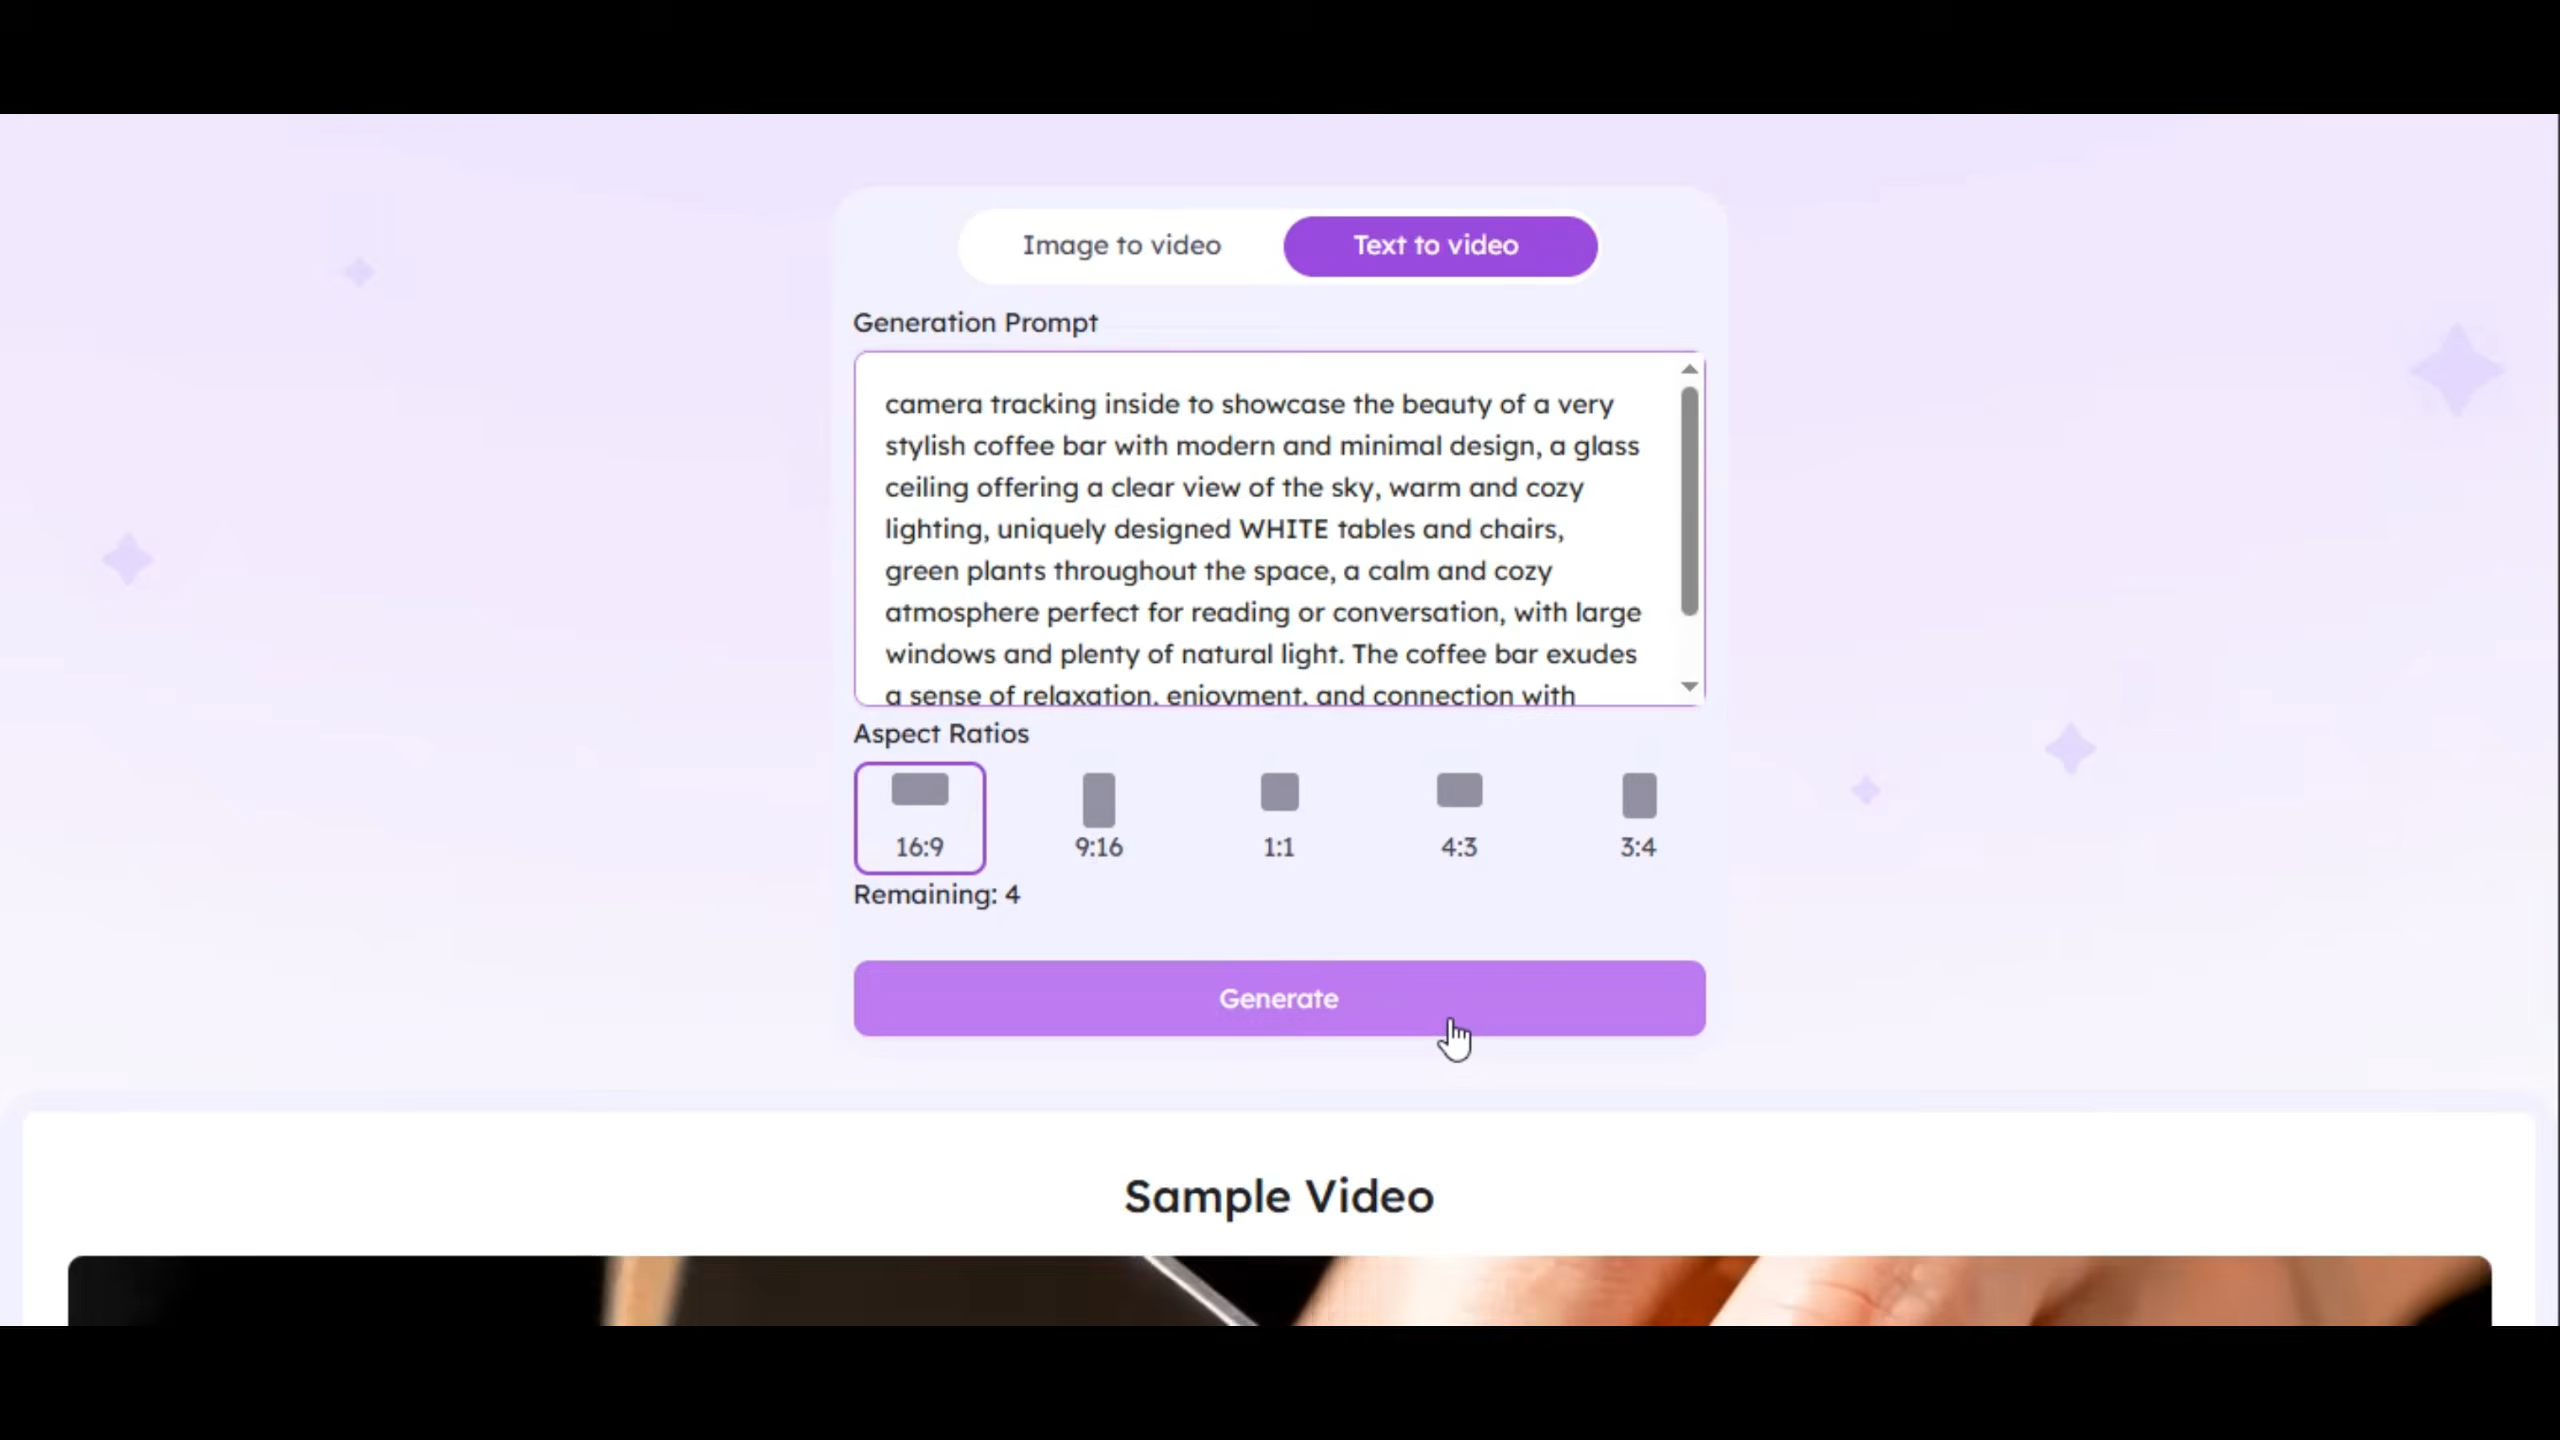 Image to video
Text to video
Generation Prompt
camera tracking inside to showcase the beauty of a very
stylish coffee bar with modern and minimal design, a glass
ceiling offering a clear view of the sky, warm and cozy
lighting, uniquely designed WHITE tables and chairs,
green plants throughout the space, a calm and cozy
atmosphere perfect for reading or conversation, with large
windows and plenty of natural light. The coffee bar exudes
a sense of relaxation, enjoyment, and connection with
Aspect Ratios
16:9
9:16
1:1
4:3
3:4
Remaining: 4
Generate
Sample Video